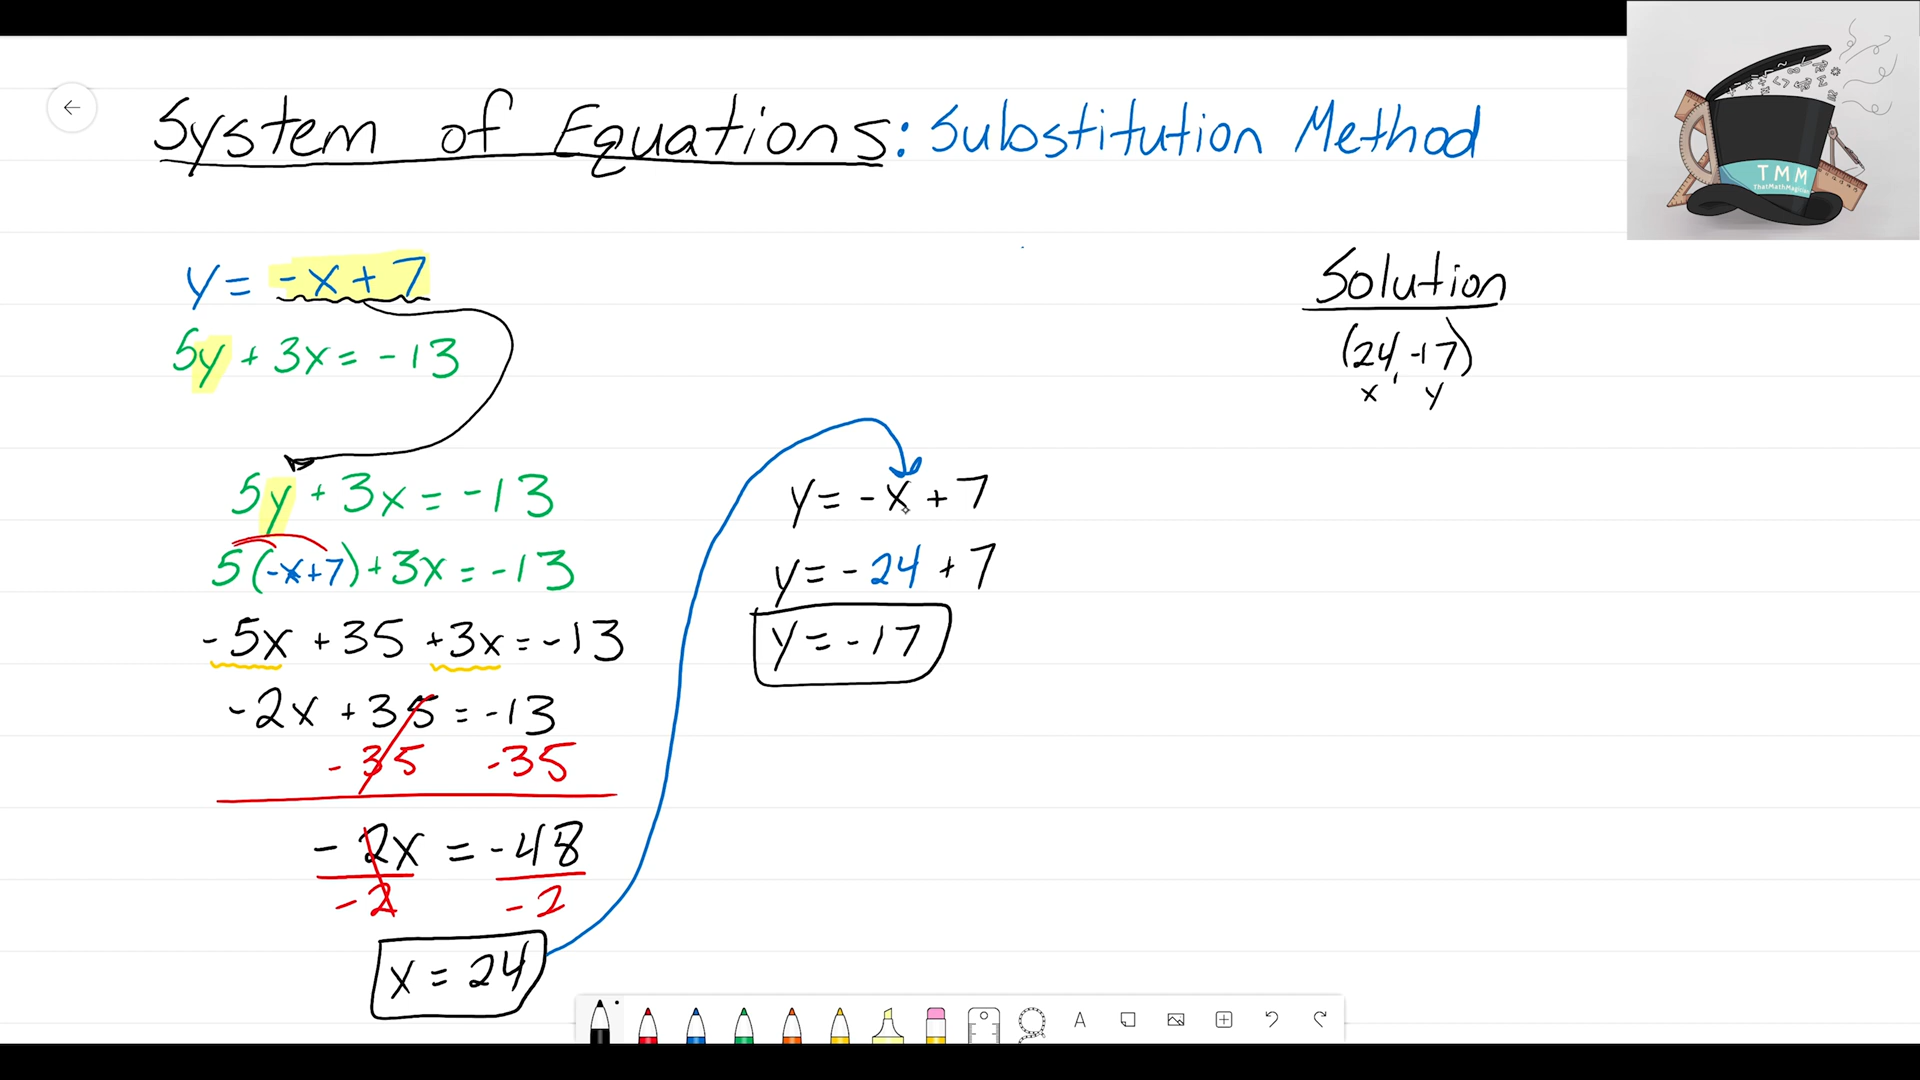 System of Equations: Substitution Method
TMM
ThatMathMagician
y = -x + 7
5y + 3x = -13
5y + 3x = -13
5(-x+7) + 3x = -13
-5x + 35 + 3x = -13
-2x + 35 = -13
-35 -35
-2x = -48
-2 -2
x = 24
y = -x + 7
y = -24 + 7
y = -17
Solution
(24, -17)
x y
A